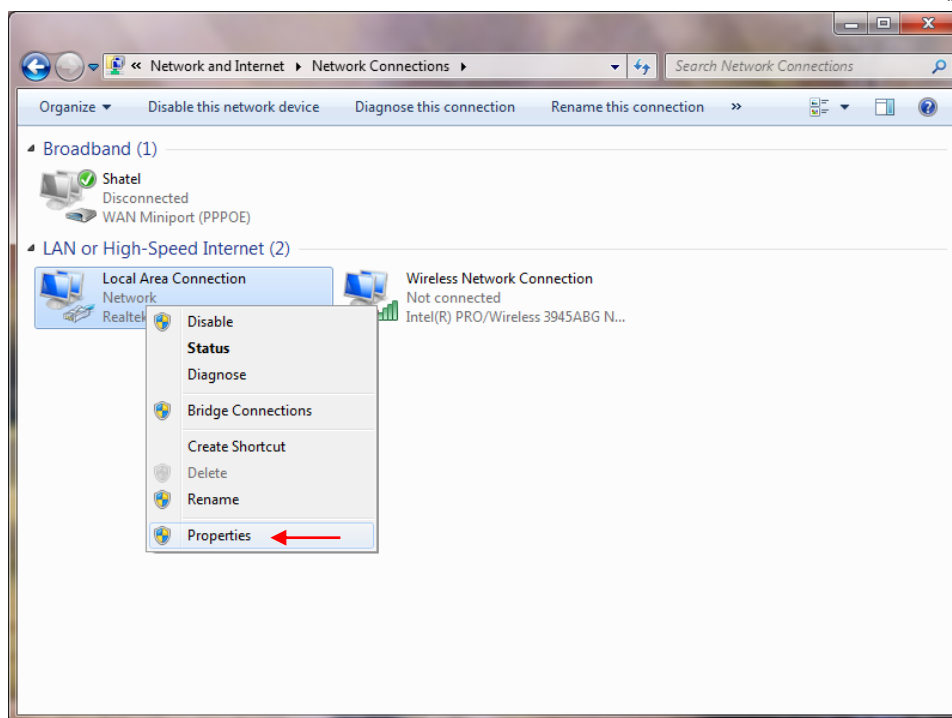 « Network and Internet ▸ Network Connections ▸
Search Network Connections
Organize ▼ Disable this network device Diagnose this connection Rename this connection »
Broadband (1)
Shatel
Disconnected
WAN Miniport (PPPOE)
LAN or High-Speed Internet (2)
Local Area Connection
Network
Realtek
Wireless Network Connection
Not connected
Intel(R) PRO/Wireless 3945ABG N...
Disable
Status
Diagnose
Bridge Connections
Create Shortcut
Delete
Rename
Properties